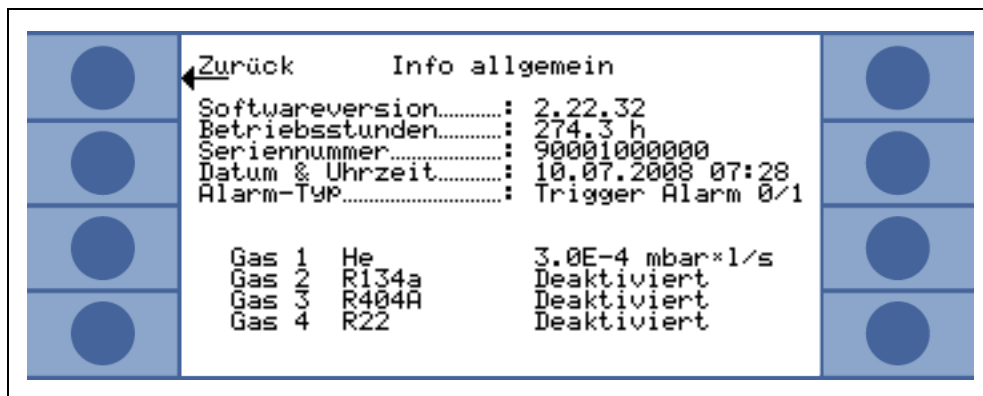 Zurück Info allgemein
Softwareversion..........: 2.22.32
Betriebsstunden..........: 274.3 h
Seriennummer.............: 90001000000
Datum & Uhrzeit..........: 10.07.2008 07:28
Alarm-Typ................: Trigger Alarm 0/1
Gas 1 He 3.0E-4 mbar×l/s
Gas 2 R134a Deaktiviert
Gas 3 R404A Deaktiviert
Gas 4 R22 Deaktiviert